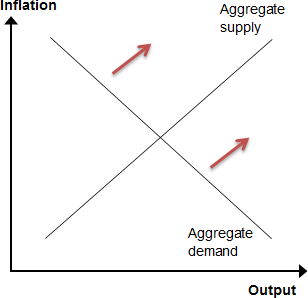 Inflation
Aggregate
supply
Aggregate
demand
Output